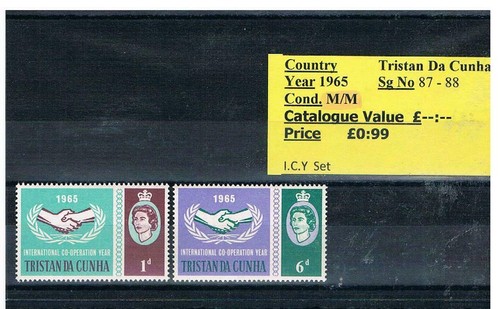 Country Tristan Da Cunha
Year 1965 Sg No 87 - 88
Cond. M/M
Catalogue Value £--:--
Price £0:99
I.C.Y Set
1965
INTERNATIONAL CO-OPERATION YEAR
TRISTAN DA CUNHA
1d
1965
INTERNATIONAL CO-OPERATION YEAR
TRISTAN DA CUNHA
6d